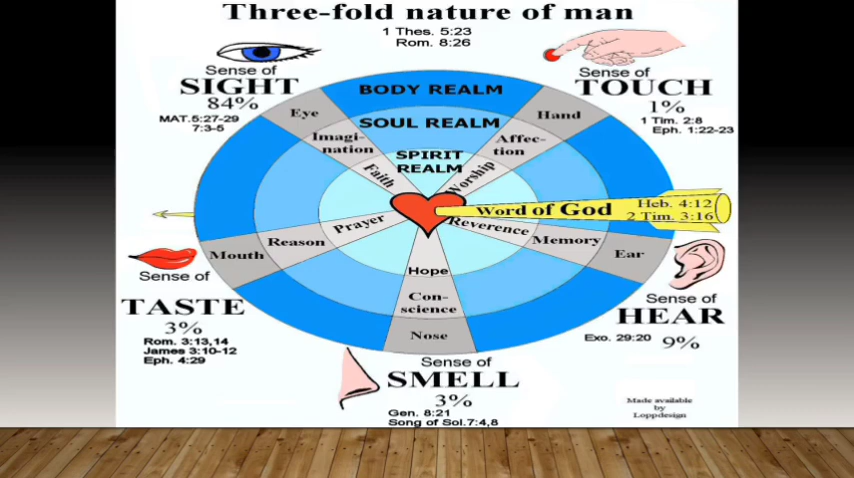 Three-fold nature of man
1 Thes. 5:23
Rom. 8:26
Sense of
SIGHT
84%
MAT.5:27-29
7:3-5
Sense of
TOUCH
1%
1 Tim. 2:8
Eph. 1:22-23
BODY REALM
SOUL REALM
SPIRIT
REALM
Eye
Imagi-
nation
Faith
Hand
Affec-
tion
Worship
Word of God
Heb. 4:12
2 Tim. 3:16
Mouth
Reason
Prayer
Reverence
Memory
Ear
Hope
Con-
science
Nose
Sense of
TASTE
3%
Rom. 3:13,14
James 3:10-12
Eph. 4:29
Sense of
HEAR
Exo. 29:20
9%
Sense of
SMELL
3%
Gen. 8:21
Song of Sol.7:4,8
Made available
by
Loppdesign